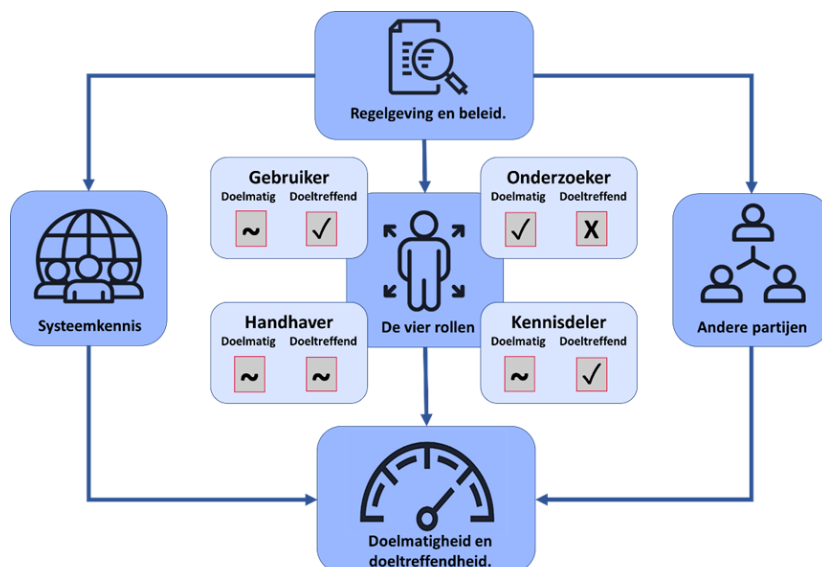 Regelgeving en beleid.
Gebruiker
Doelmatig Doeltreffend
~ ✓
Onderzoeker
Doelmatig Doeltreffend
✓ X
Systeemkennis
De vier rollen
Andere partijen
Handhaver
Doelmatig Doeltreffend
~ ~
Kennisdeler
Doelmatig Doeltreffend
~ ✓
Doelmatigheid en
doeltreffendheid.